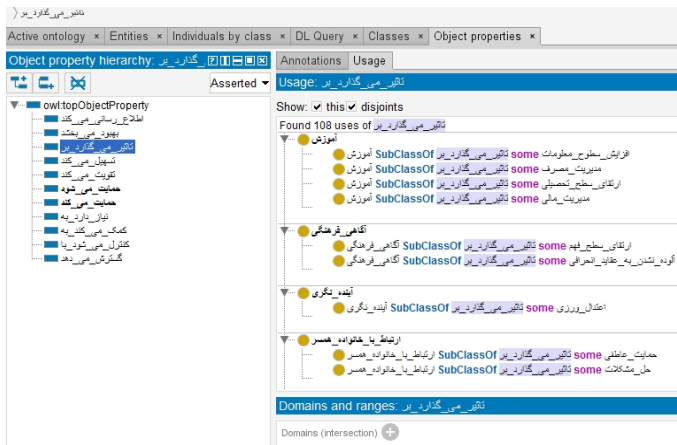 تاثیر_می_گذارد_بر
Active ontology × Entities × Individuals by class × DL Query × Classes × Object properties ×
Object property hierarchy: تاثیر_می_گذارد_بر
Asserted
owl:topObjectProperty
اطلاع_رسانی_می_کند
بهبود_می_بخشد
تاثیر_می_گذارد_بر
تسهیل_می_کند
تقویت_می_کند
حمایت_می_شود
حمایت_می_کند
نیاز_دارد_به
کمک_می_کند_به
کنترل_می_شود_با
گسترش_می_دهد
Annotations Usage
Usage: تاثیر_می_گذارد_بر
Show: this disjoints
Found 108 uses of تاثیر_می_گذارد_بر
آموزش
آموزش SubClassOf تاثیر_می_گذارد_بر some افزایش_سطوح_معلومات
آموزش SubClassOf تاثیر_می_گذارد_بر some مدیریت_مصرف
آموزش SubClassOf تاثیر_می_گذارد_بر some ارتقای_سطح_تحصیلی
آموزش SubClassOf تاثیر_می_گذارد_بر some مدیریت_مالی
آگاهی_فرهنگی
آگاهی_فرهنگی SubClassOf تاثیر_می_گذارد_بر some ارتقای_سطح_فهم
آگاهی_فرهنگی SubClassOf تاثیر_می_گذارد_بر some آلوده_نشدن_به_عقاید_انحرافی
آینده_نگری
آینده_نگری SubClassOf تاثیر_می_گذارد_بر some اعتدال_ورزی
ارتباط_با_خانواده_همسر
ارتباط_با_خانواده_همسر SubClassOf تاثیر_می_گذارد_بر some حمایت_عاطفی
ارتباط_با_خانواده_همسر SubClassOf تاثیر_می_گذارد_بر some حل_مشکلات
Domains and ranges: تاثیر_می_گذارد_بر
Domains (intersection)